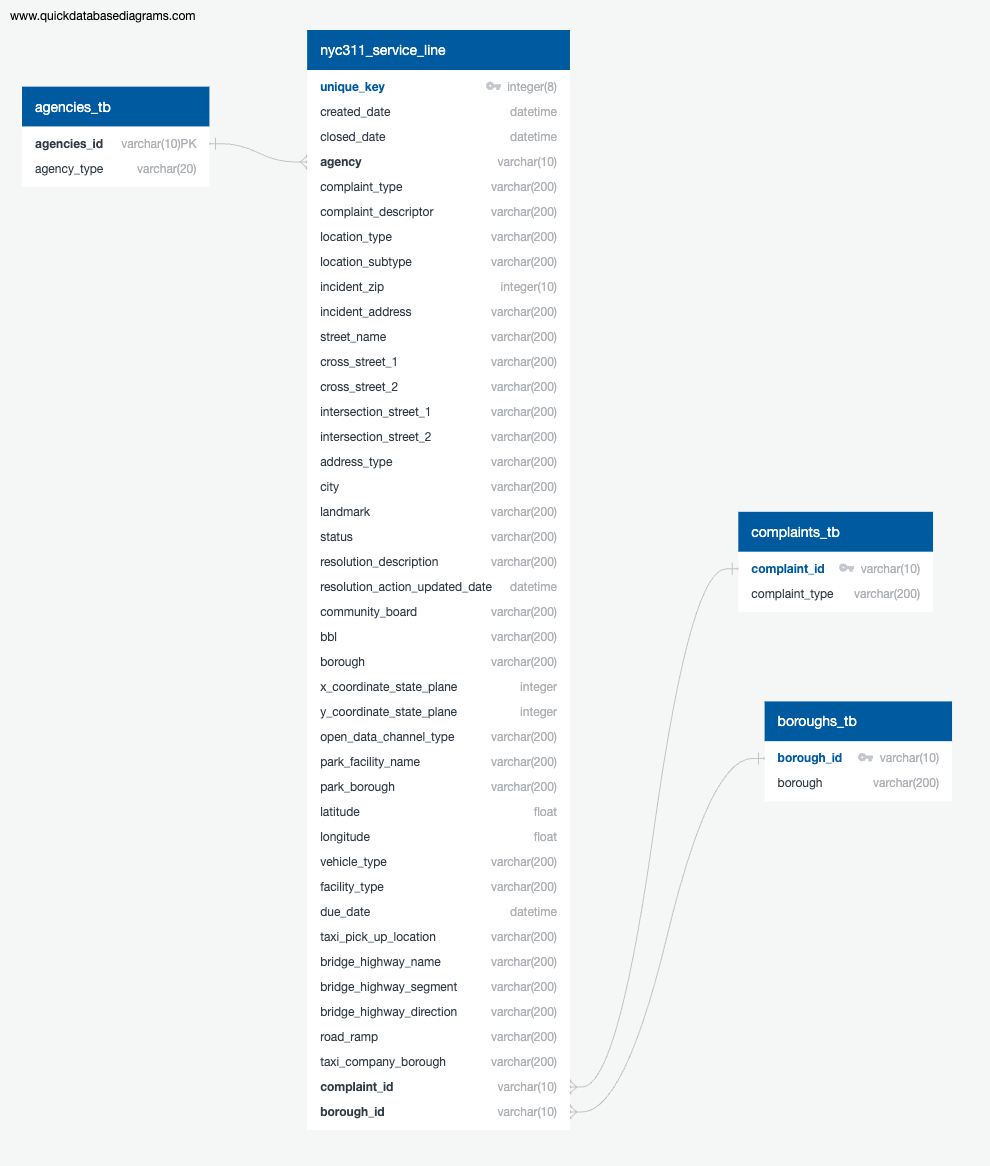 www.quickdatabasediagrams.com
agencies_tb
agencies_id varchar(10)PK
agency_type varchar(20)
nyc311_service_line
unique_key integer(8)
created_date datetime
closed_date datetime
agency varchar(10)
complaint_type varchar(200)
complaint_descriptor varchar(200)
location_type varchar(200)
location_subtype varchar(200)
incident_zip integer(10)
incident_address varchar(200)
street_name varchar(200)
cross_street_1 varchar(200)
cross_street_2 varchar(200)
intersection_street_1 varchar(200)
intersection_street_2 varchar(200)
address_type varchar(200)
city varchar(200)
landmark varchar(200)
status varchar(200)
resolution_description varchar(200)
resolution_action_updated_date datetime
community_board varchar(200)
bbl varchar(200)
borough varchar(200)
x_coordinate_state_plane integer
y_coordinate_state_plane integer
open_data_channel_type varchar(200)
park_facility_name varchar(200)
park_borough varchar(200)
latitude float
longitude float
vehicle_type varchar(200)
facility_type varchar(200)
due_date datetime
taxi_pick_up_location varchar(200)
bridge_highway_name varchar(200)
bridge_highway_segment varchar(200)
bridge_highway_direction varchar(200)
road_ramp varchar(200)
taxi_company_borough varchar(200)
complaint_id varchar(10)
borough_id varchar(10)
complaints_tb
complaint_id varchar(10)
complaint_type varchar(200)
boroughs_tb
borough_id varchar(10)
borough varchar(200)